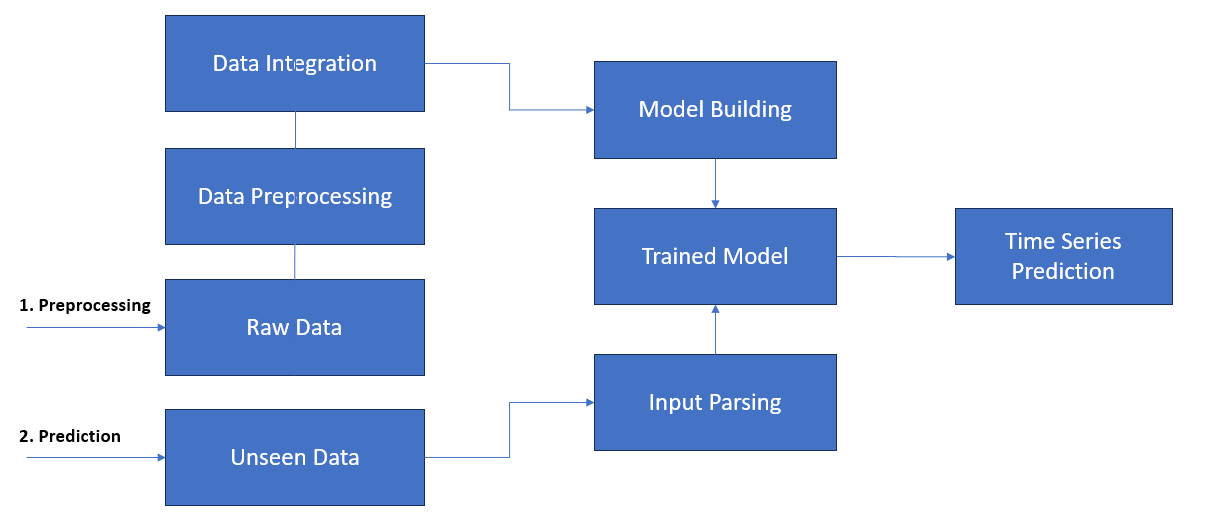 Data Integration
Model Building
Data Preprocessing
Trained Model
Time Series
Prediction
1. Preprocessing
Raw Data
Input Parsing
2. Prediction
Unseen Data